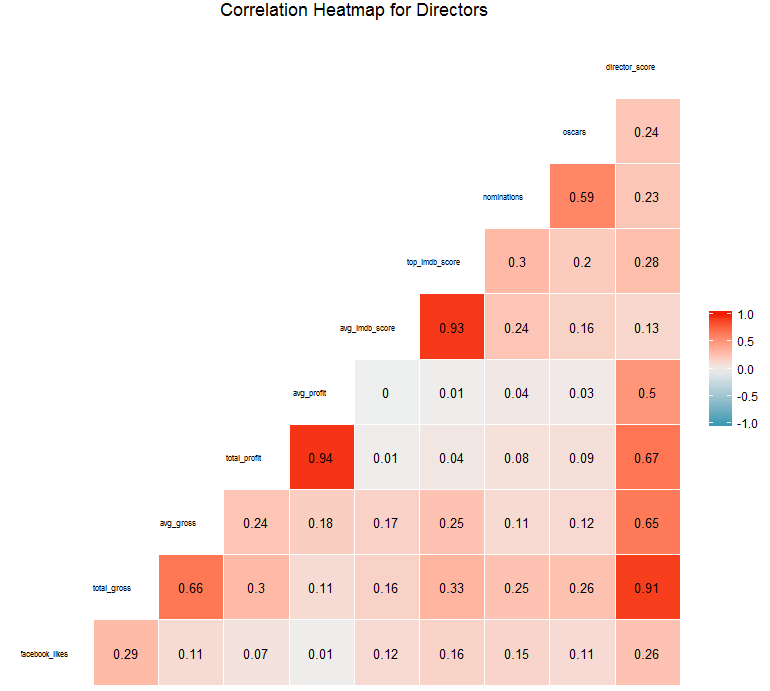 Correlation Heatmap for Directors
director_score
oscars 0.24
nominations 0.59 0.23
top_imdb_score 0.3 0.2 0.28
avg_imdb_score 0.93 0.24 0.16 0.13
avg_profit 0 0.01 0.04 0.03 0.5
total_profit 0.94 0.01 0.04 0.08 0.09 0.67
avg_gross 0.24 0.18 0.17 0.25 0.11 0.12 0.65
total_gross 0.66 0.3 0.11 0.16 0.33 0.25 0.26 0.91
facebook_likes 0.29 0.11 0.07 0.01 0.12 0.16 0.15 0.11 0.26
1.0
0.5
0.0
-0.5
-1.0